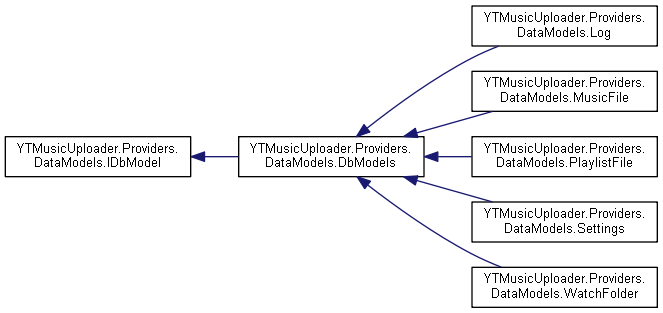 YTMusicUploader.Providers.
DataModels.IDbModel
YTMusicUploader.Providers.
DataModels.DbModels
YTMusicUploader.Providers.
DataModels.Log
YTMusicUploader.Providers.
DataModels.MusicFile
YTMusicUploader.Providers.
DataModels.PlaylistFile
YTMusicUploader.Providers.
DataModels.Settings
YTMusicUploader.Providers.
DataModels.WatchFolder